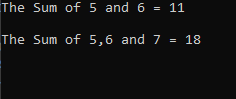 The Sum of 5 and 6 = 11
The Sum of 5,6 and 7 = 18